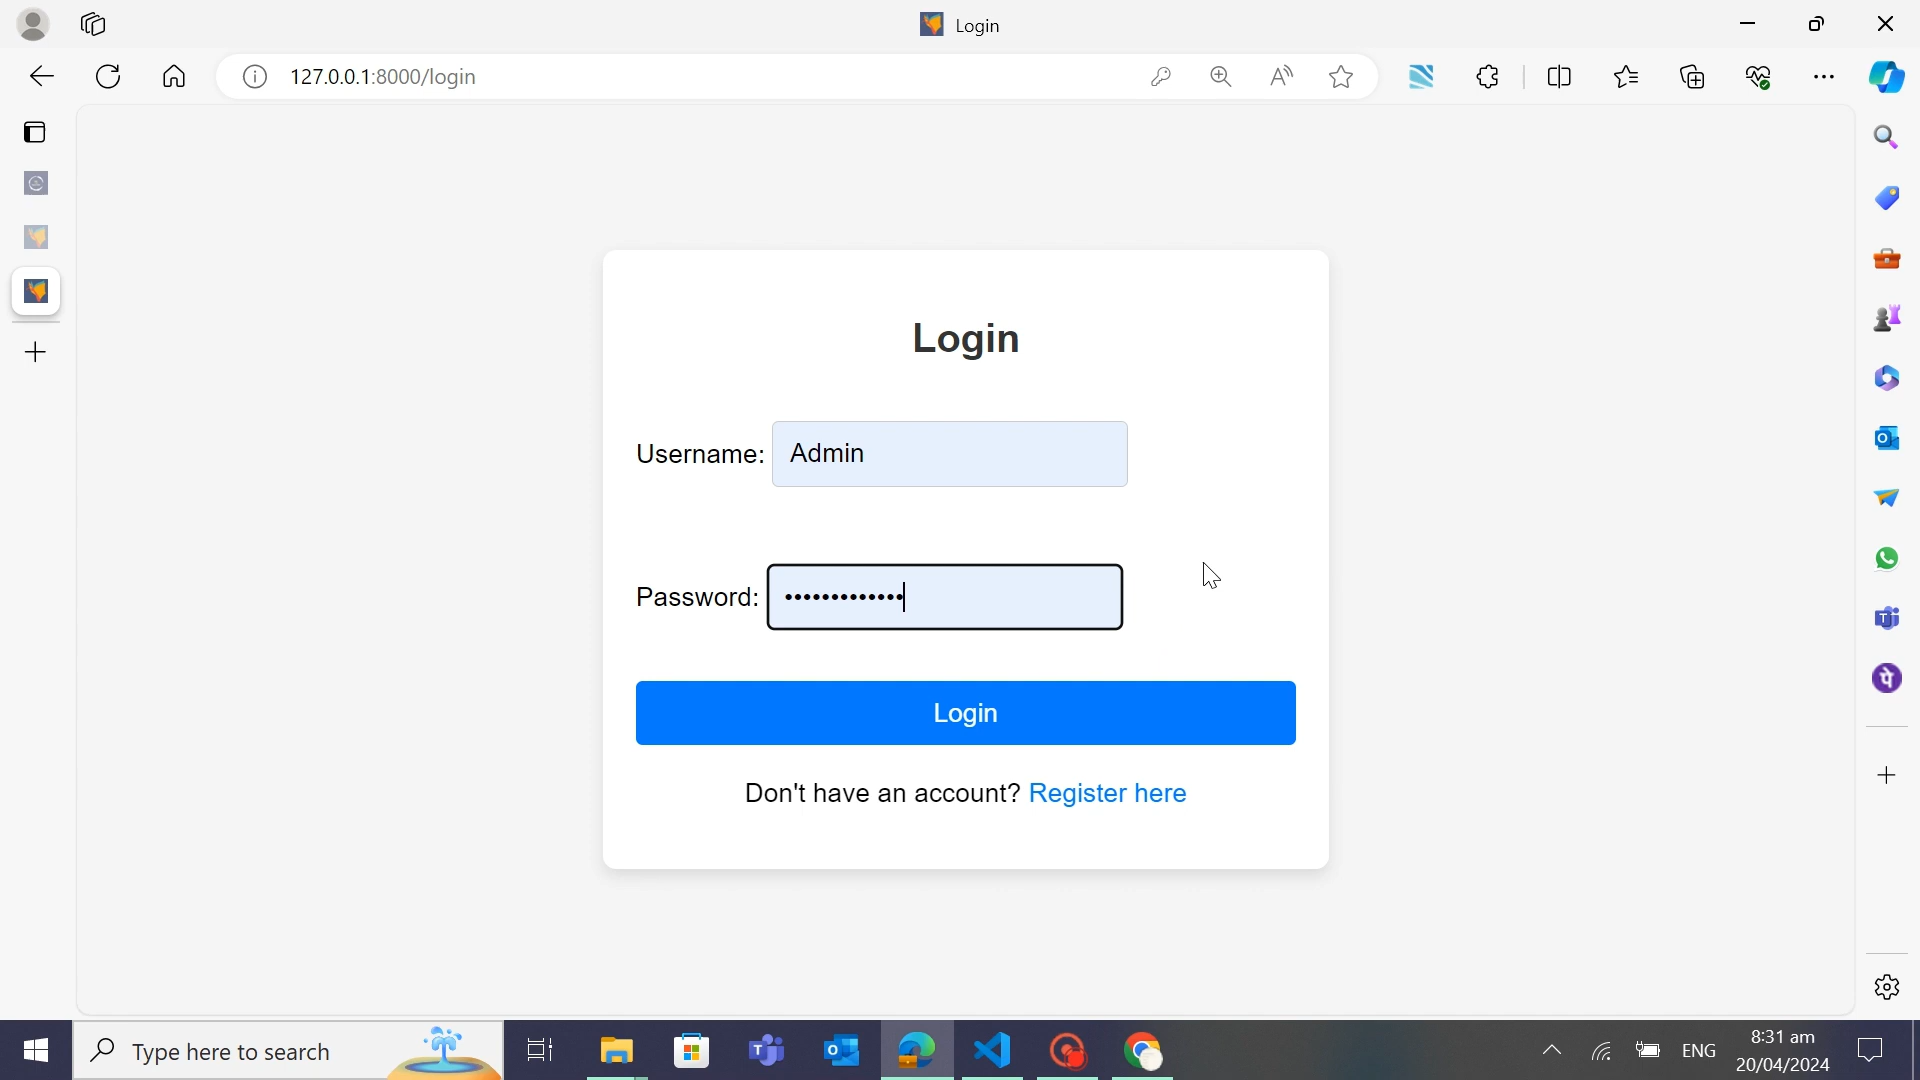 Login
127.0.0.1:8000/login
Login
Username: Admin
Password: •••••••••••••
Login
Don't have an account? Register here
Type here to search
ENG
8:31 am
20/04/2024